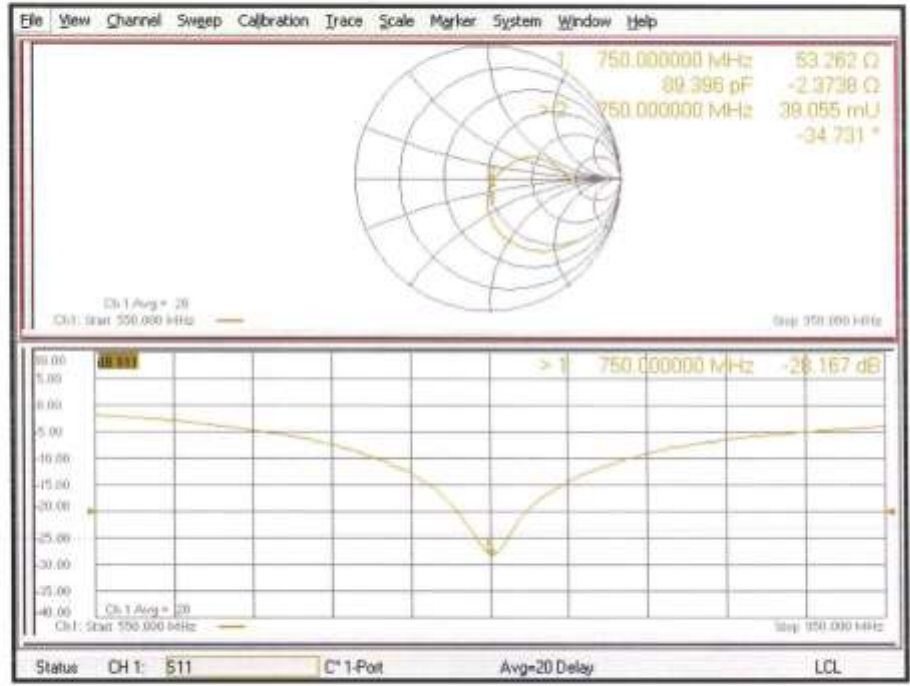 File View Channel Sweep Calibration Trace Scale Marker System Window Help
1 750.000000 MHz 53.262 Ω
89.396 pF -2.3738 Ω
> 2 750.000000 MHz 39.055 mU
-34.731 °
Ch 1 Avg = 20
Ch1: Start 550.000 MHz
Stop 950.000 MHz
10.00
dB S11
> 1 750.000000 MHz -28.167 dB
5.00
0.00
-5.00
-10.00
-15.00
-20.00
-25.00
-30.00
-35.00
-40.00
Ch 1 Avg = 20
Ch1: Start 550.000 MHz
Stop 950.000 MHz
Status CH 1: S11 C* 1-Port Avg=20 Delay LCL